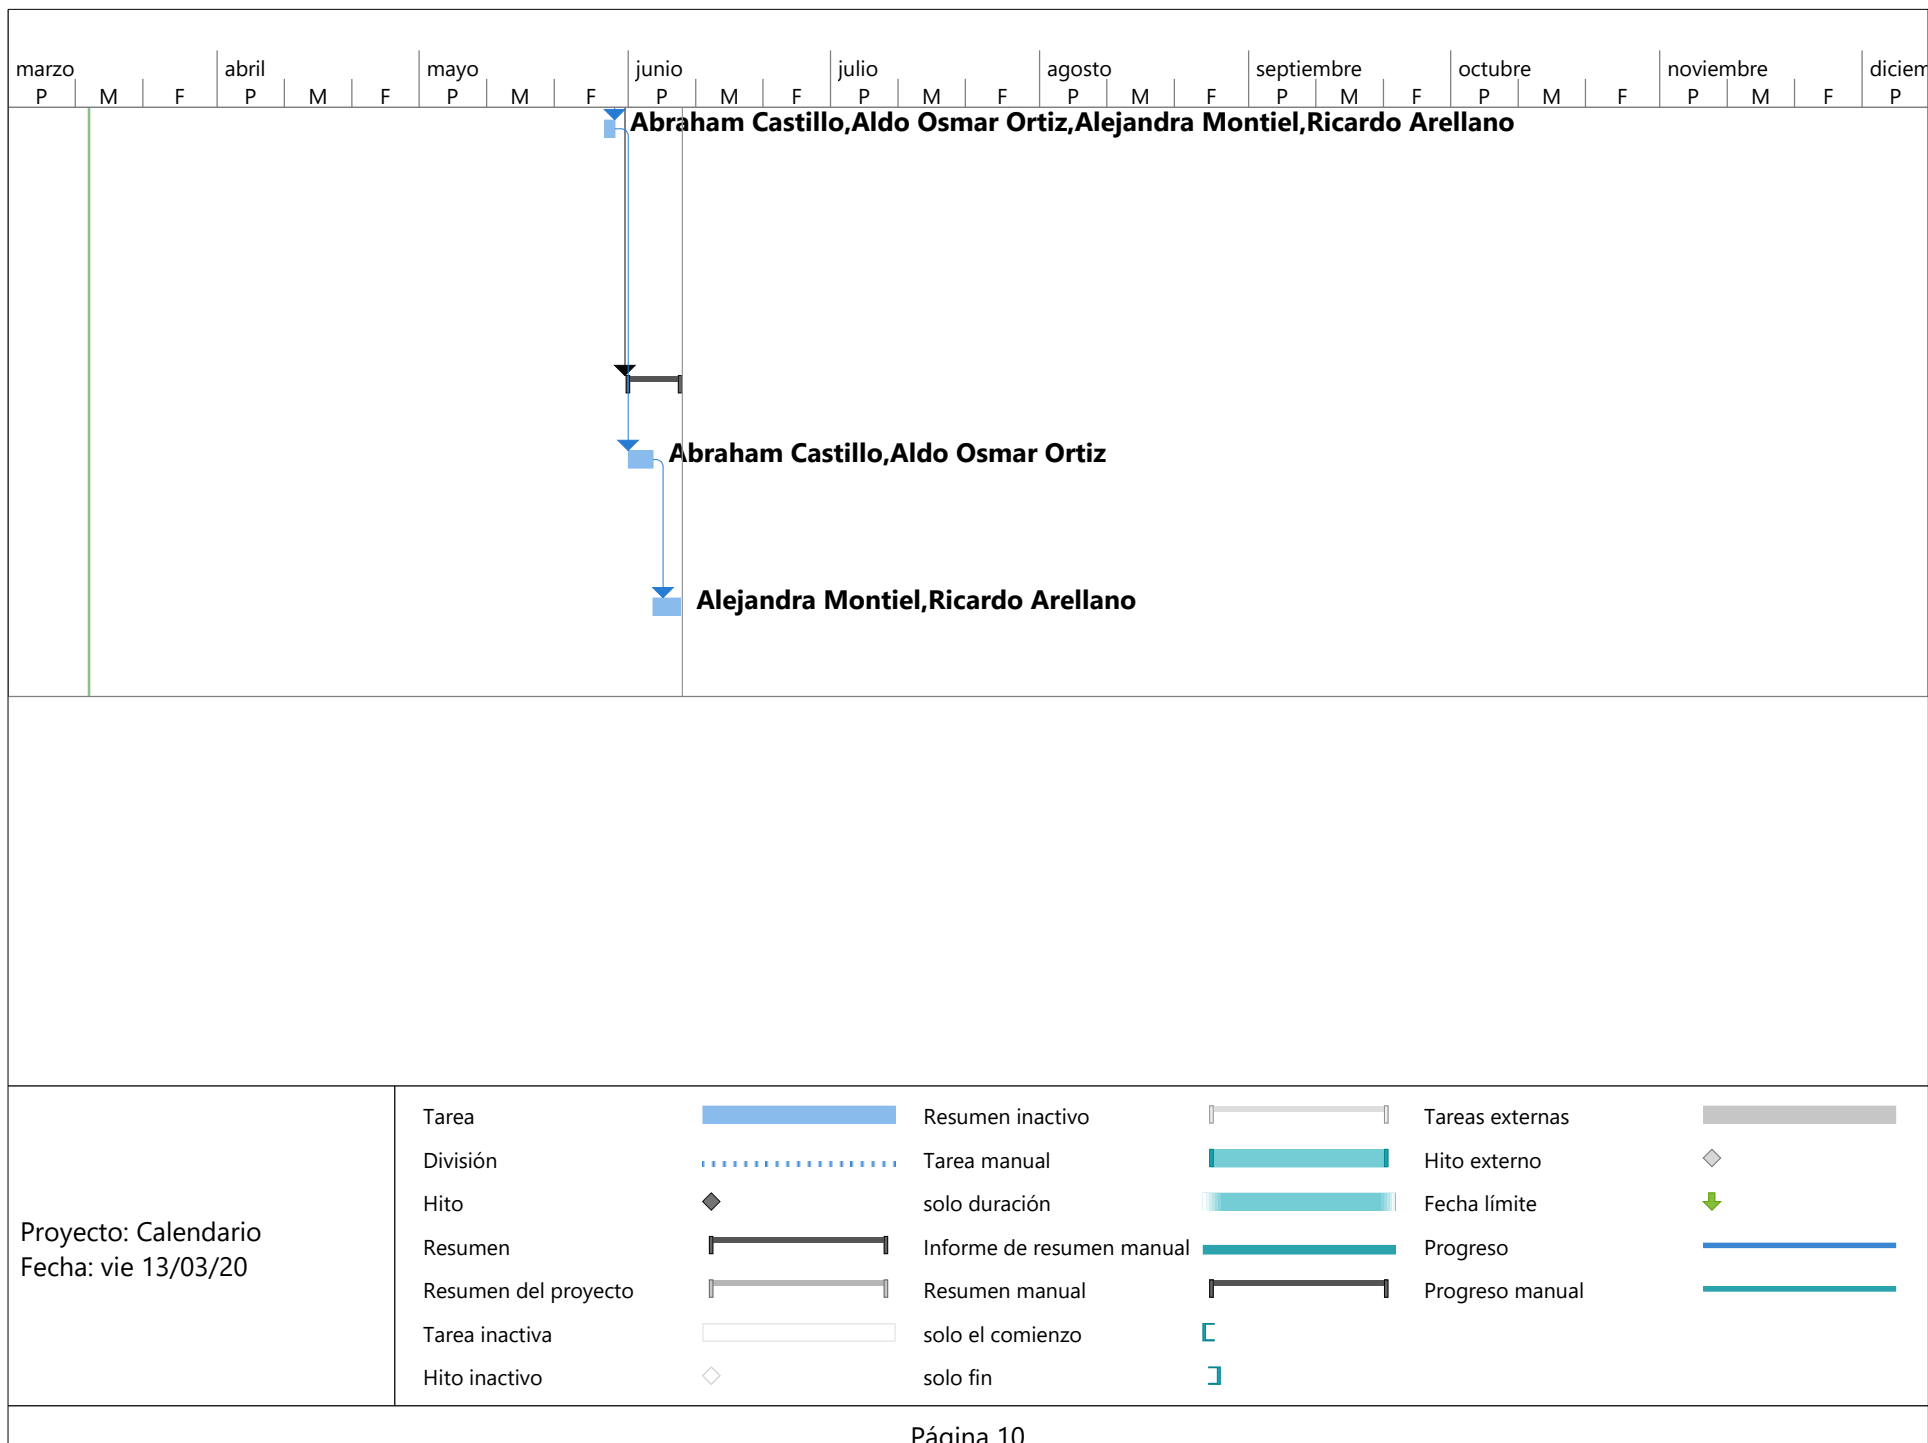 marzo abril mayo junio julio agosto septiembre octubre noviembre diciem
P M F P M F P M F P M F P M F P M F P M F P M F P M F P
Abraham Castillo,Aldo Osmar Ortiz,Alejandra Montiel,Ricardo Arellano
Abraham Castillo,Aldo Osmar Ortiz
Alejandra Montiel,Ricardo Arellano
Proyecto: Calendario
Fecha: vie 13/03/20
Tarea
División
Hito
Resumen
Resumen del proyecto
Tarea inactiva
Hito inactivo
Resumen inactivo
Tarea manual
solo duración
Informe de resumen manual
Resumen manual
solo el comienzo
solo fin
Tareas externas
Hito externo
Fecha límite
Progreso
Progreso manual
Página 10